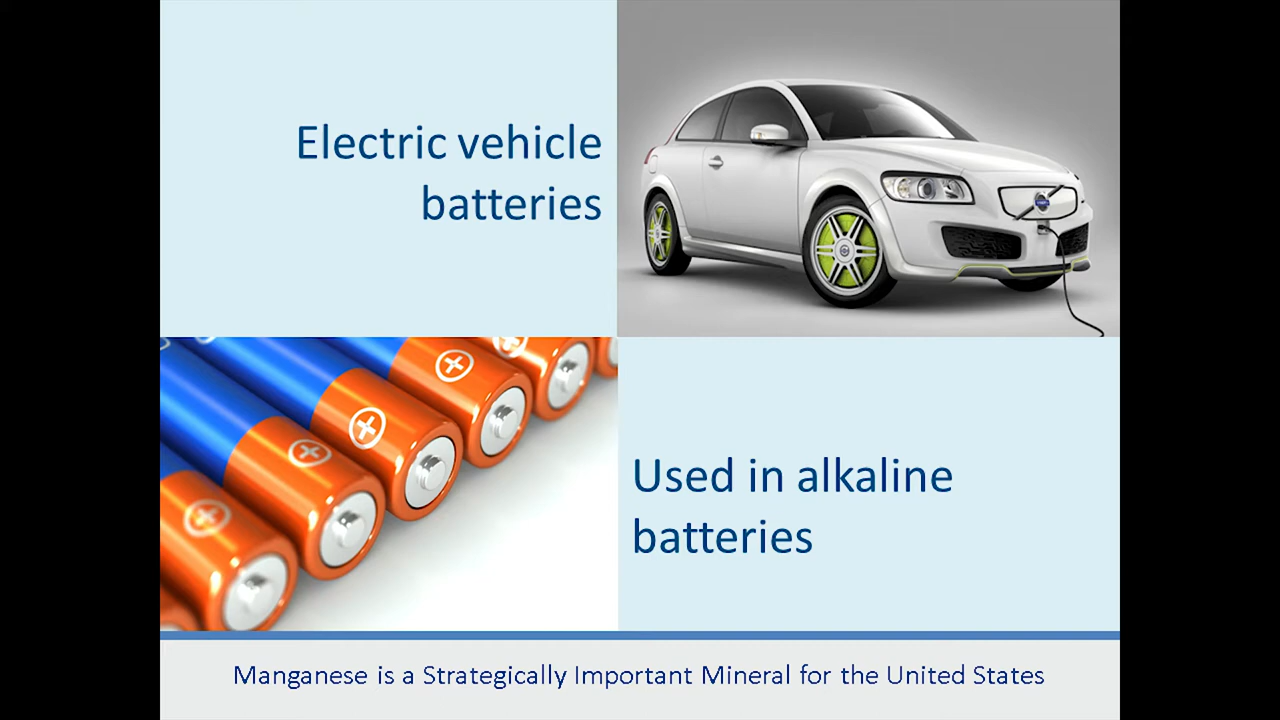 Electric vehicle
batteries
Used in alkaline
batteries
Manganese is a Strategically Important Mineral for the United States